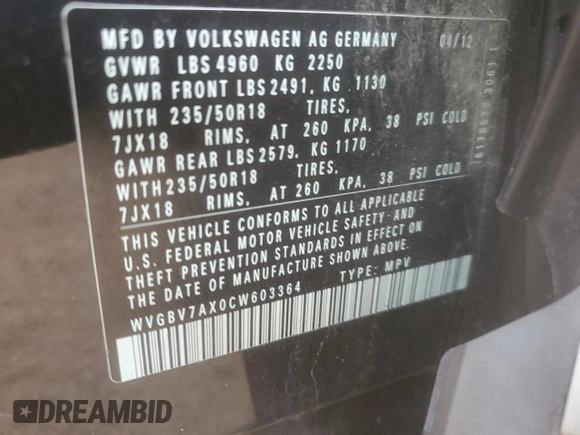 MFD BY VOLKSWAGEN AG GERMANY 04/12
GVWR LBS 4960 KG 2250
GAWR FRONT LBS 2491, KG 1130
WITH 235/50R18 TIRES,
7JX18 RIMS, AT 260 KPA, 38 PSI COLD
GAWR REAR LBS 2579, KG 1170
WITH 235/50R18 TIRES,
7JX18 RIMS, AT 260 KPA, 38 PSI COLD
THIS VEHICLE CONFORMS TO ALL APPLICABLE
U.S. FEDERAL MOTOR VEHICLE SAFETY- AND
THEFT PREVENTION STANDARDS IN EFFECT ON
DATE OF MANUFACTURE SHOWN ABOVE.
WVGBV7AX0CW603364 TYPE: MPV
DREAMBID